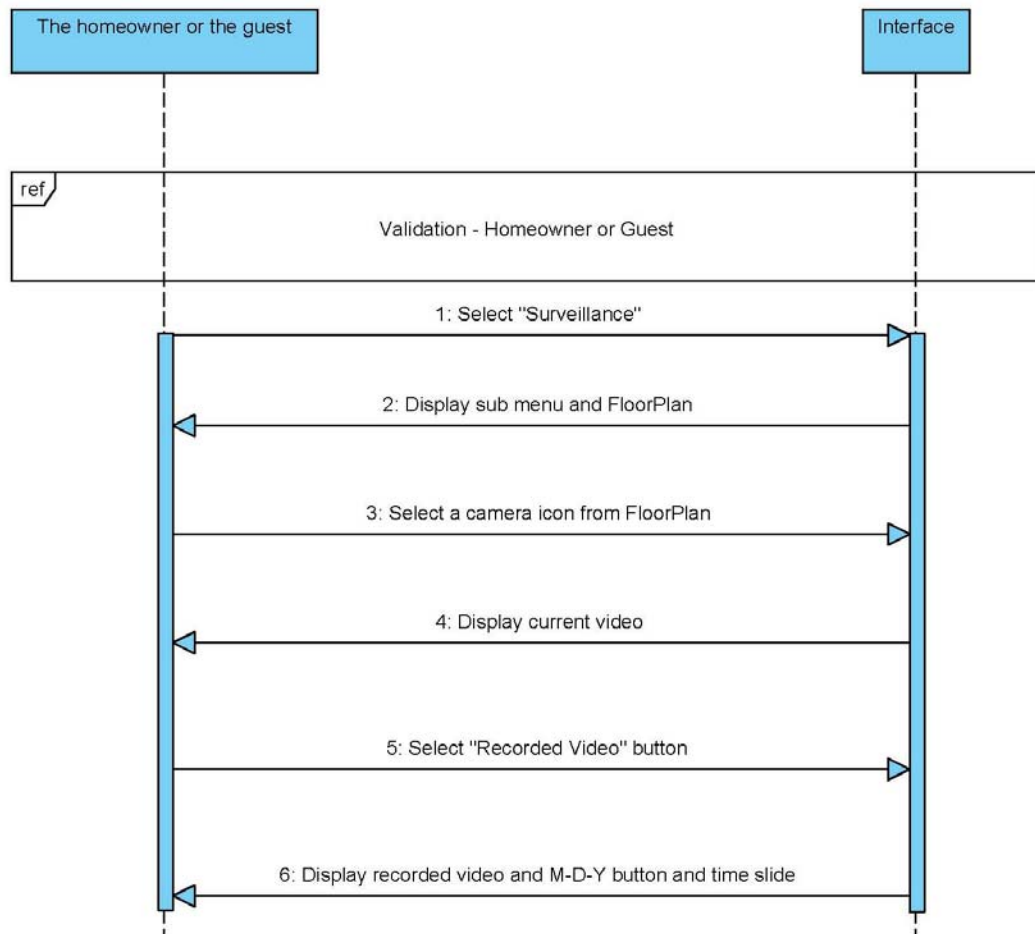 The homeowner or the guest
Interface
ref
Validation - Homeowner or Guest
1: Select "Surveillance"
2: Display sub menu and FloorPlan
3: Select a camera icon from FloorPlan
4: Display current video
5: Select "Recorded Video" button
6: Display recorded video and M-D-Y button and time slide